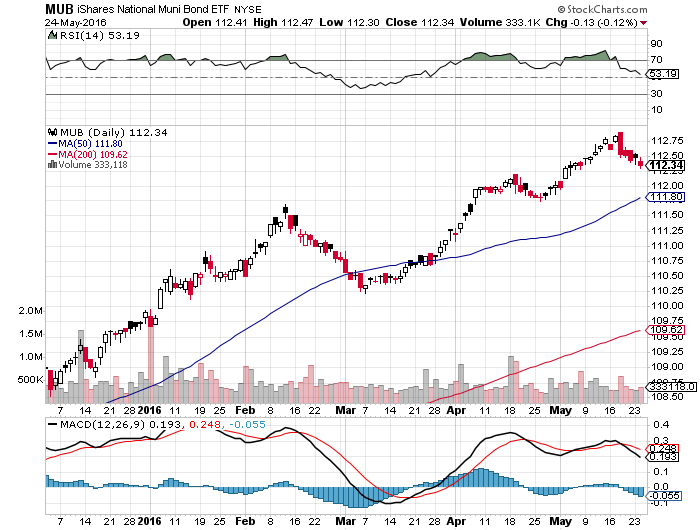 MUB iShares National Muni Bond ETF NYSE © StockCharts.com
24-May-2016 Open 112.41 High 112.47 Low 112.30 Close 112.34 Volume 333.1K Chg -0.13 (-0.12%)
RSI(14) 53.19
90
70
53.19
50
30
10
MUB (Daily) 112.34
MA(50) 111.80
MA(200) 109.62
Volume 333,118
112.75
112.50
112.34
112.25
112.00
111.80
111.50
111.25
111.00
110.75
110.50
110.25
110.00
109.75
109.62
109.50
109.25
109.00
108.75
333118.0
108.50
2.0M
1.5M
1.0M
500K
7 14 21 28 2016 11 19 25 Feb 8 16 22 Mar 7 14 21 28 Apr 11 18 25 May 9 16 23
MACD(12,26,9) 0.193, 0.248, -0.055
0.4
0.3
0.248
0.193
0.1
0.0
-0.055
-0.1
7 14 21 28 2016 11 19 25 Feb 8 16 22 Mar 7 14 21 28 Apr 11 18 25 May 9 16 23